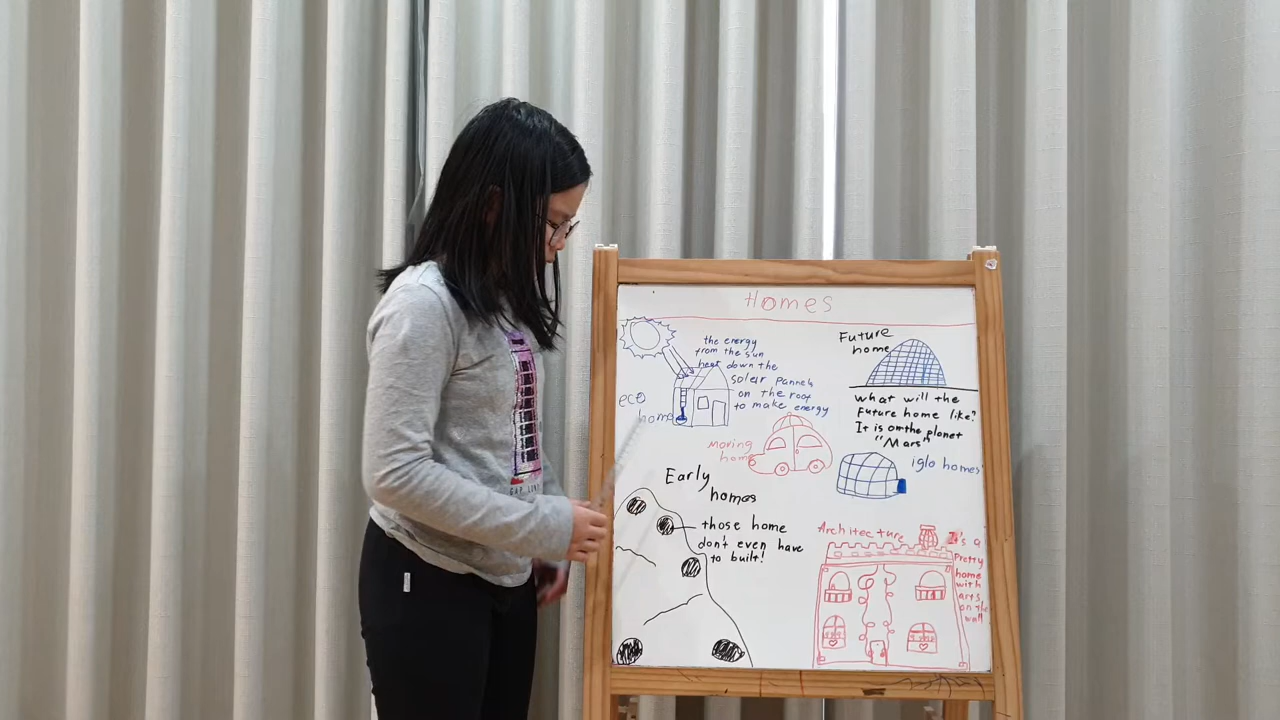 Homes
the energy
from the sun
heat down the
soler pannels
on the roof
to make energy
eco
home
Future
home
what will the
Future home like?
It is on the planet
"Mars"
moving
home
iglo homes
Early
homes
those home
don't even have
to built!
Architecture
It's a
Pretty
home
with
arts
on the
wall
GAP